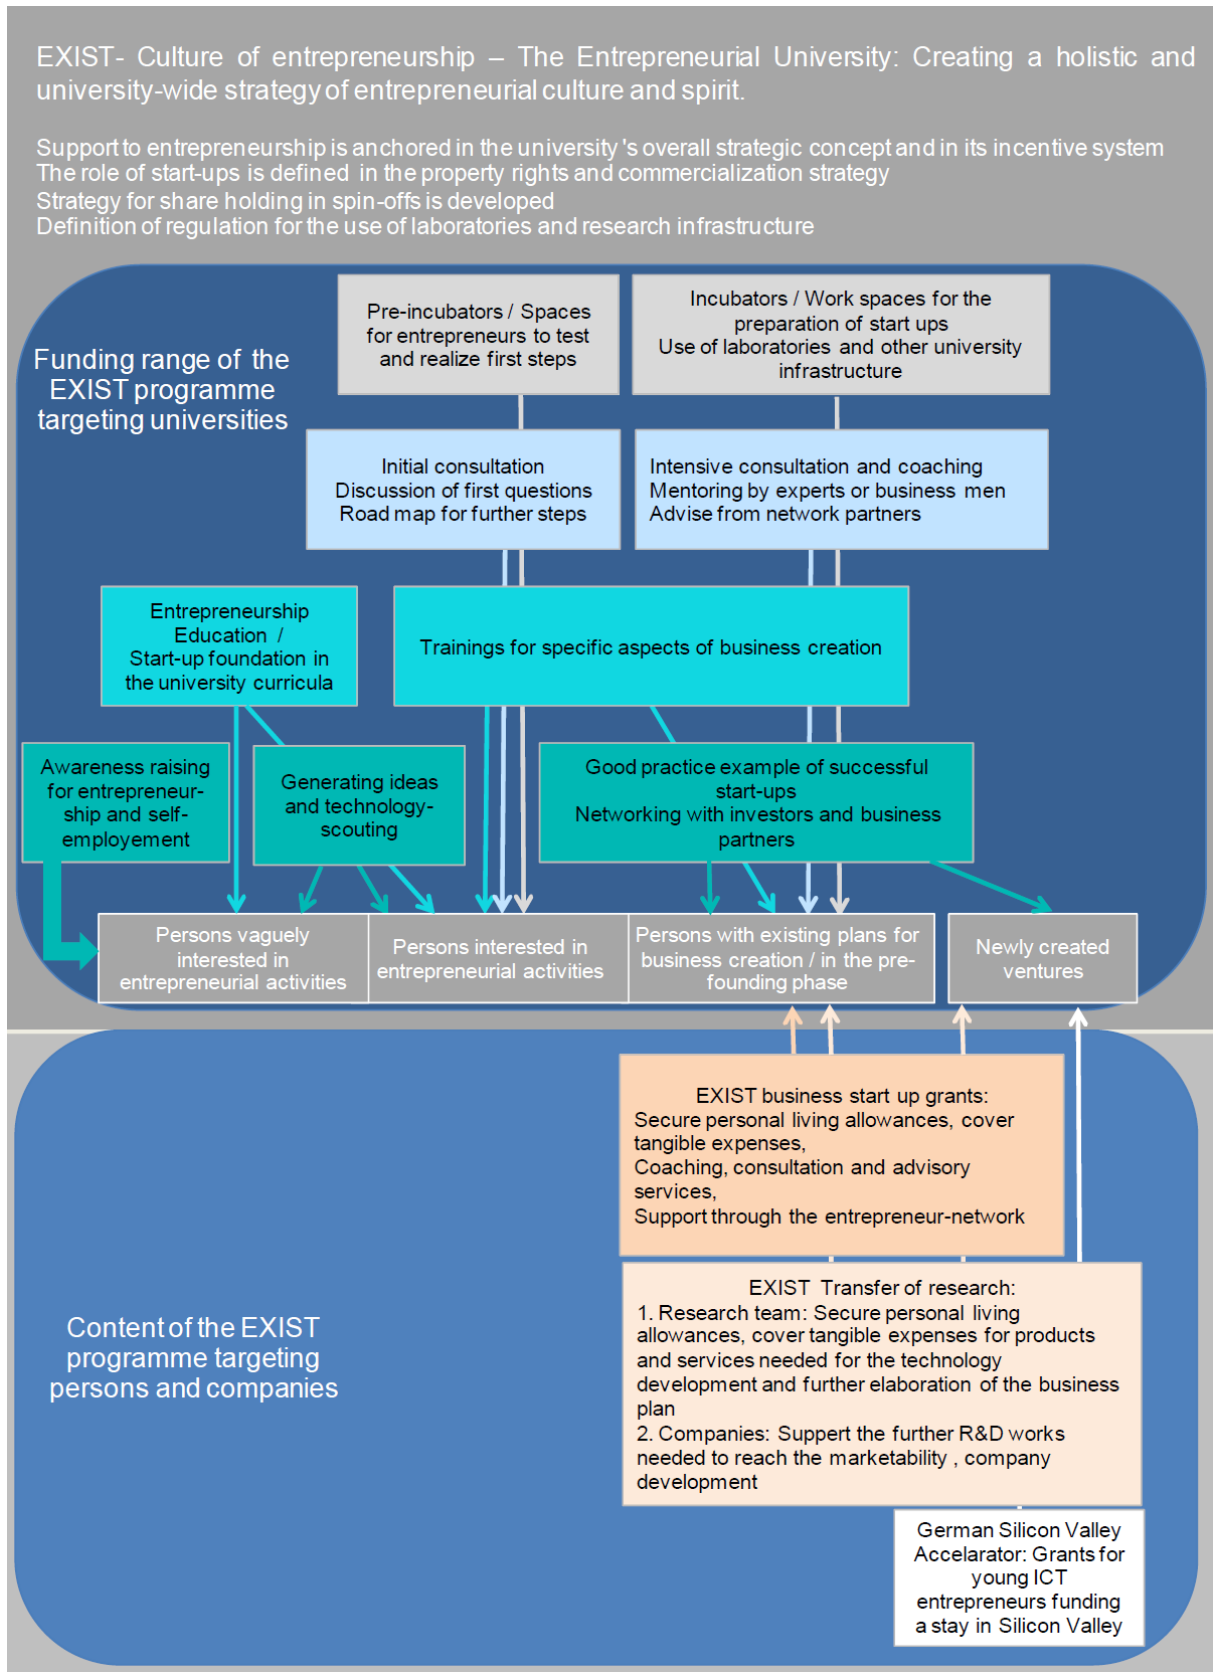 EXIST- Culture of entrepreneurship – The Entrepreneurial University: Creating a holistic and
university-wide strategy of entrepreneurial culture and spirit.
Support to entrepreneurship is anchored in the university's overall strategic concept and in its incentive system
The role of start-ups is defined in the property rights and commercialization strategy
Strategy for share holding in spin-offs is developed
Definition of regulation for the use of laboratories and research infrastructure
Funding range of the
EXIST programme
targeting universities
Pre-incubators / Spaces
for entrepreneurs to test
and realize first steps
Incubators / Work spaces for the
preparation of start ups
Use of laboratories and other university
infrastructure
Initial consultation
Discussion of first questions
Road map for further steps
Intensive consultation and coaching
Mentoring by experts or business men
Advise from network partners
Entrepreneurship
Education /
Start-up foundation in
the university curricula
Trainings for specific aspects of business creation
Awareness raising
for entrepreneur-
ship and self-
employement
Generating ideas
and technology-
scouting
Good practice example of successful
start-ups
Networking with investors and business
partners
Persons vaguely
interested in
entrepreneurial activities
Persons interested in
entrepreneurial activities
Persons with existing plans for
business creation / in the pre-
founding phase
Newly created
ventures
Content of the EXIST
programme targeting
persons and companies
EXIST business start up grants:
Secure personal living allowances, cover
tangible expenses,
Coaching, consultation and advisory
services,
Support through the entrepreneur-network
EXIST Transfer of research:
1. Research team: Secure personal living
allowances, cover tangible expenses for products
and services needed for the technology
development and further elaboration of the business
plan
2. Companies: Suppert the further R&D works
needed to reach the marketability , company
development
German Silicon Valley
Accelarator: Grants for
young ICT
entrepreneurs funding
a stay in Silicon Valley